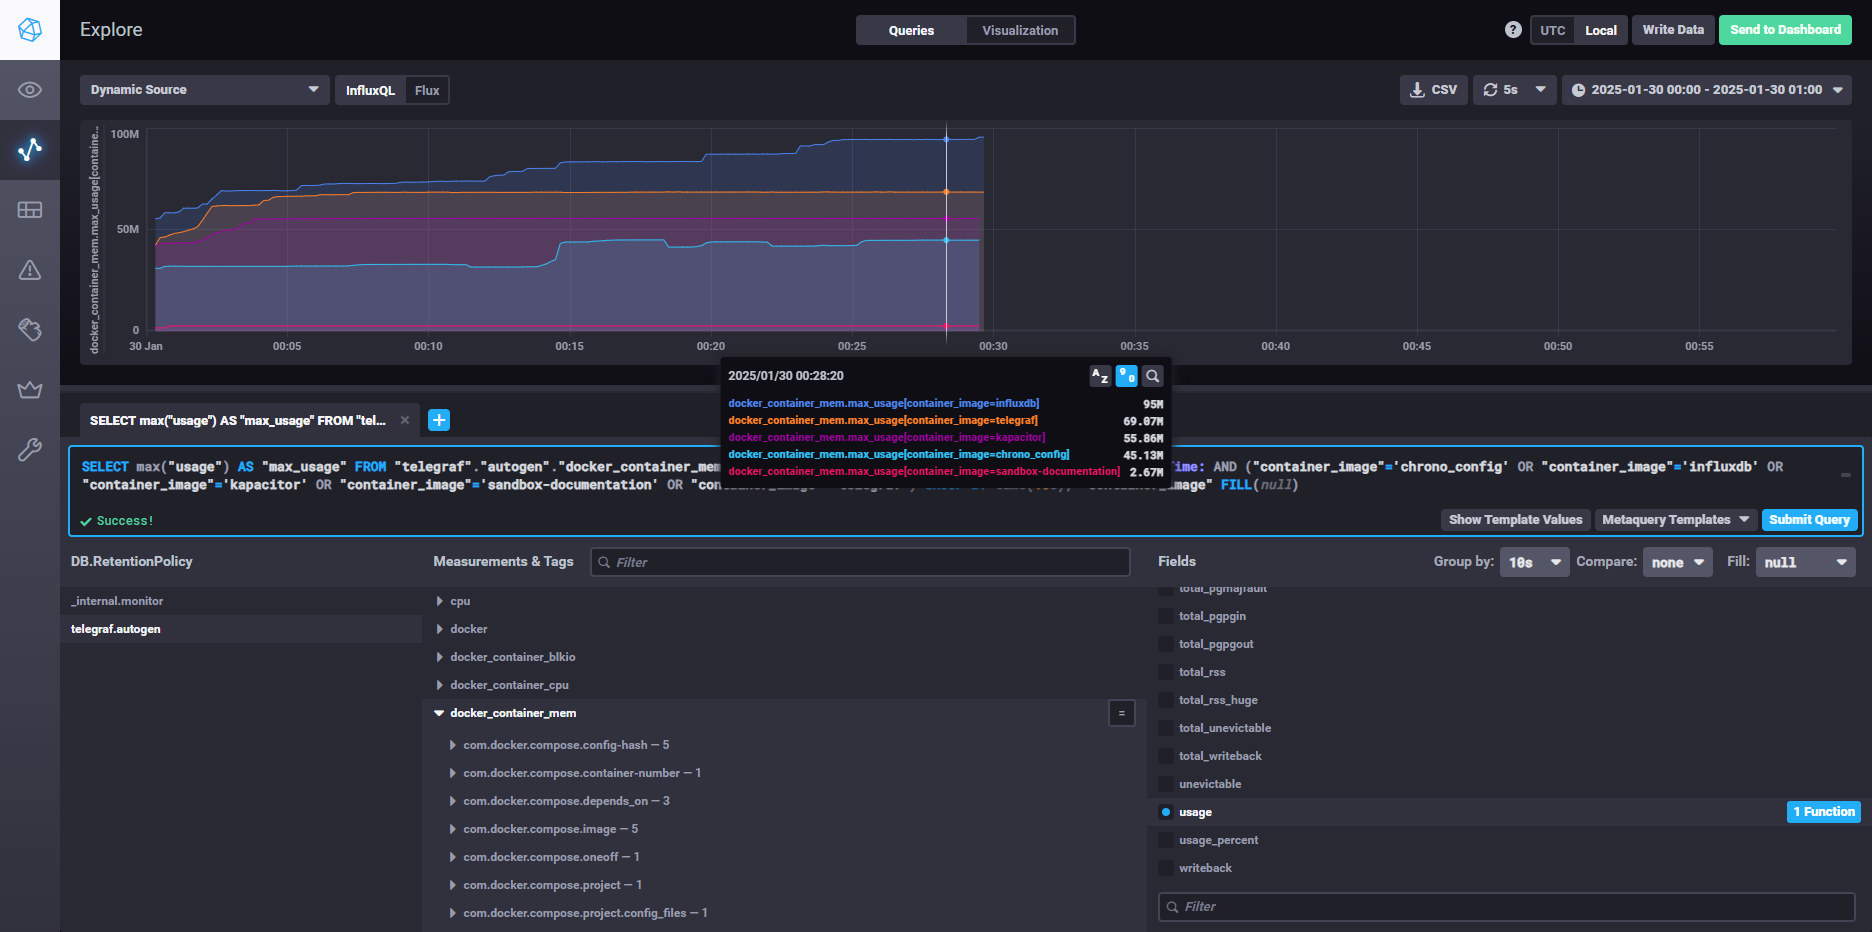 Explore
Queries
Visualization
?
UTC
Local
Write Data
Send to Dashboard
Dynamic Source
InfluxQL
Flux
CSV
5s
2025-01-30 00:00 - 2025-01-30 01:00
docker_container_mem.max_usage[containe...
100M
50M
0
30 Jan
00:05
00:10
00:15
00:20
00:25
00:30
00:35
00:40
00:45
00:50
00:55
2025/01/30 00:28:20
A Z
9 0
docker_container_mem.max_usage[container_image=influxdb] 95M
docker_container_mem.max_usage[container_image=telegraf] 69.07M
docker_container_mem.max_usage[container_image=kapacitor] 55.86M
docker_container_mem.max_usage[container_image=chrono_config] 45.13M
docker_container_mem.max_usage[container_image=sandbox-documentation] 2.67M
SELECT max("usage") AS "max_usage" FROM "tel... ×
+
SELECT max("usage") AS "max_usage" FROM "telegraf"."autogen"."docker_container_mem ime: AND ("container_image"='chrono_config' OR "container_image"='influxdb' OR
"container_image"='kapacitor' OR "container_image"='sandbox-documentation' OR "con image" FILL(null)
Success!
Show Template Values
Metaquery Templates
Submit Query
DB.RetentionPolicy
Measurements & Tags
Filter
Fields
Group by:
10s
Compare:
none
Fill:
null
_internal.monitor
telegraf.autogen
cpu
docker
docker_container_blkio
docker_container_cpu
docker_container_mem
=
com.docker.compose.config-hash — 5
com.docker.compose.container-number — 1
com.docker.compose.depends_on — 3
com.docker.compose.image — 5
com.docker.compose.oneoff — 1
com.docker.compose.project — 1
com.docker.compose.project.config_files — 1
total_pgmajfault
total_pgpgin
total_pgpgout
total_rss
total_rss_huge
total_unevictable
total_writeback
unevictable
usage
1 Function
usage_percent
writeback
Filter